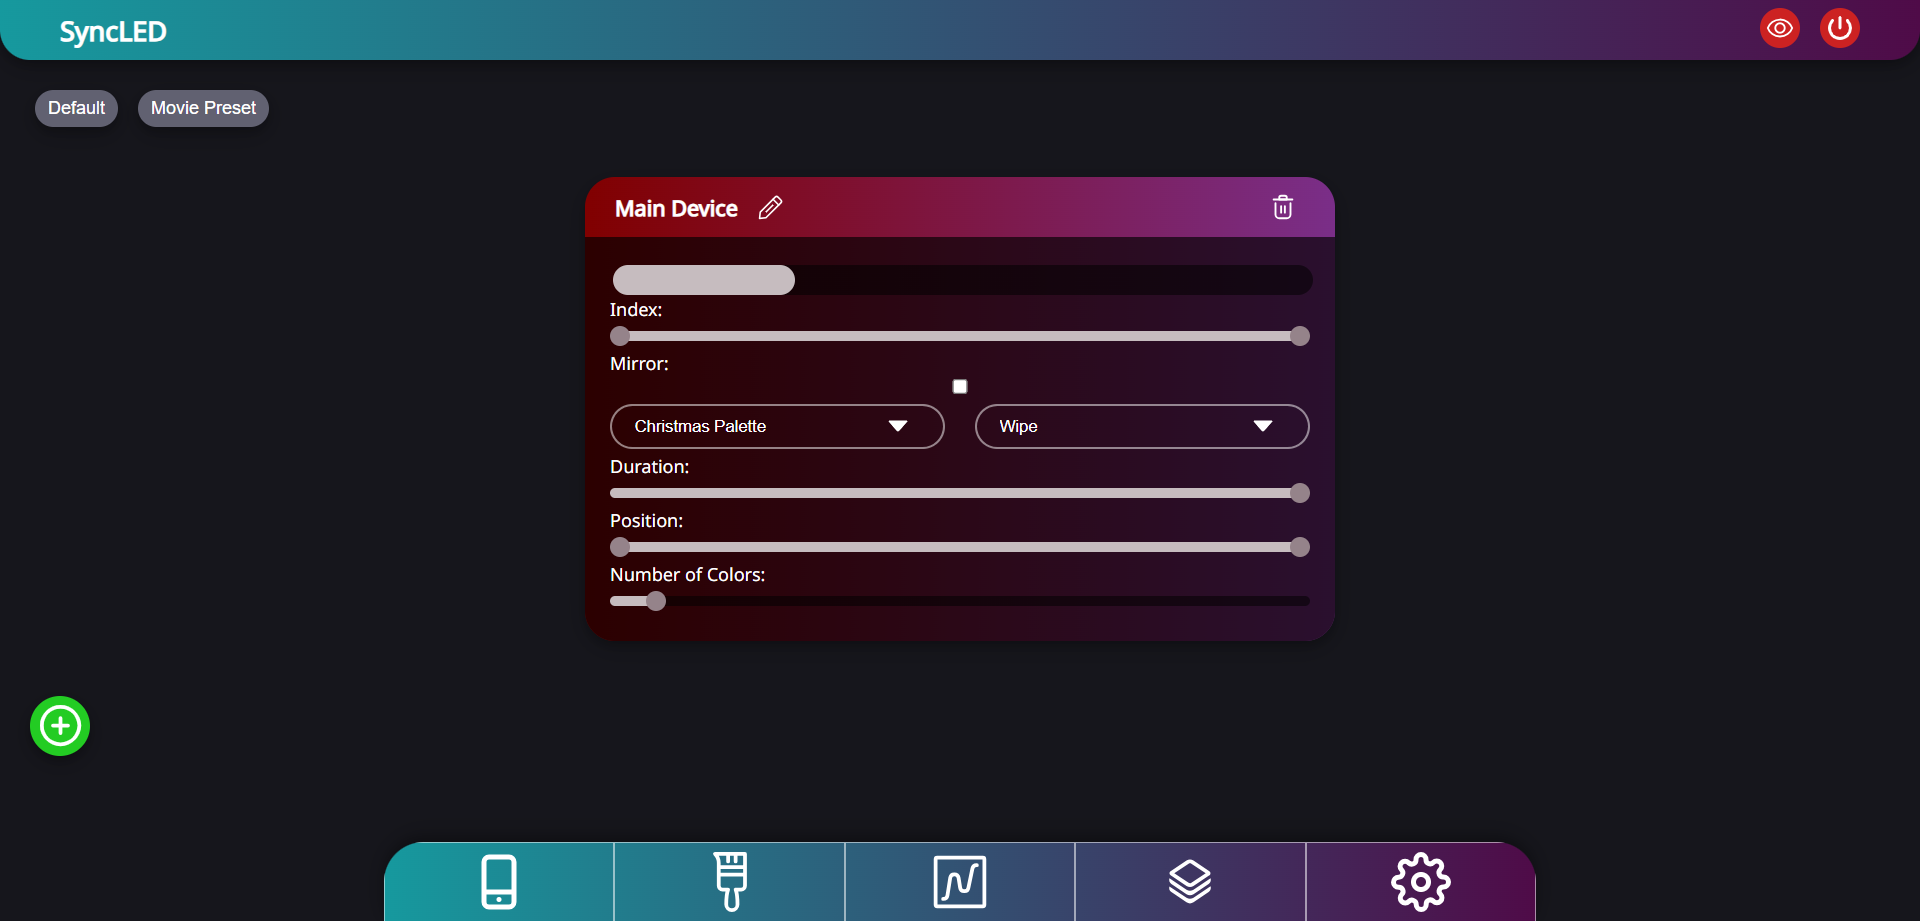 SyncLED
Default
Movie Preset
Main Device
Index:
Mirror:
Christmas Palette
Wipe
Duration:
Position:
Number of Colors: